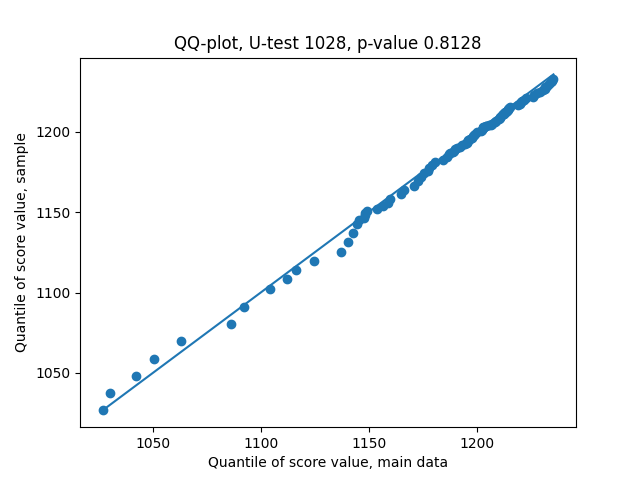 QQ-plot, U-test 1028, p-value 0.8128
Quantile of score value, sample
1200
1150
1100
1050
1050 1100 1150 1200
Quantile of score value, main data